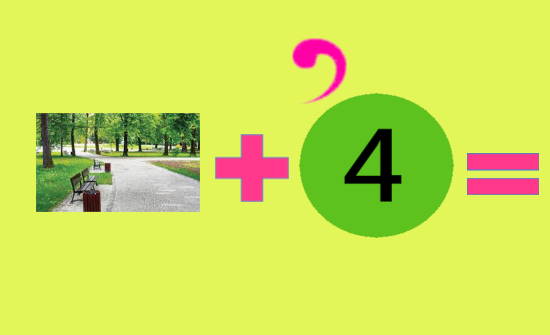 + , 4 =